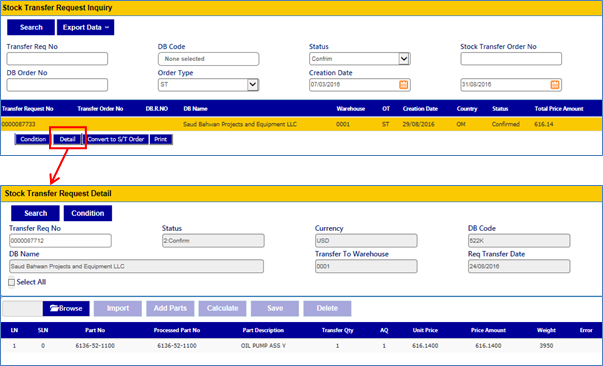 Stock Transfer Request Inquiry
Search Export Data
Transfer Req No DB Code Status Stock Transfer Order No
None selected Confrim
DB Order No Order Type Creation Date
ST 07/03/2016 31/08/2016
Transfer Request No Transfer Order No DB.R.NO DB Name Warehouse OT Creation Date Country Status Total Price Amount
0000087733 Saud Bahwan Projects and Equipment LLC 0001 ST 29/08/2016 OM Confirmed 616.14
Condition Detail Convert to S/T Order Print
Stock Transfer Request Detail
Search Condition
Transfer Req No Status Currency DB Code
0000087712 2:Confirm USD 522K
DB Name Transfer To Warehouse Req Transfer Date
Saud Bahwan Projects and Equipment LLC 0001 24/08/2016
Select All
Browse Import Add Parts Calculate Save Delete
LN SLN Part No Processed Part No Part Description Transfer Qty AQ Unit Price Price Amount Weight Error
1 0 6136-52-1100 6136-52-1100 OIL PUMP ASS Y 1 1 616.1400 616.1400 3950